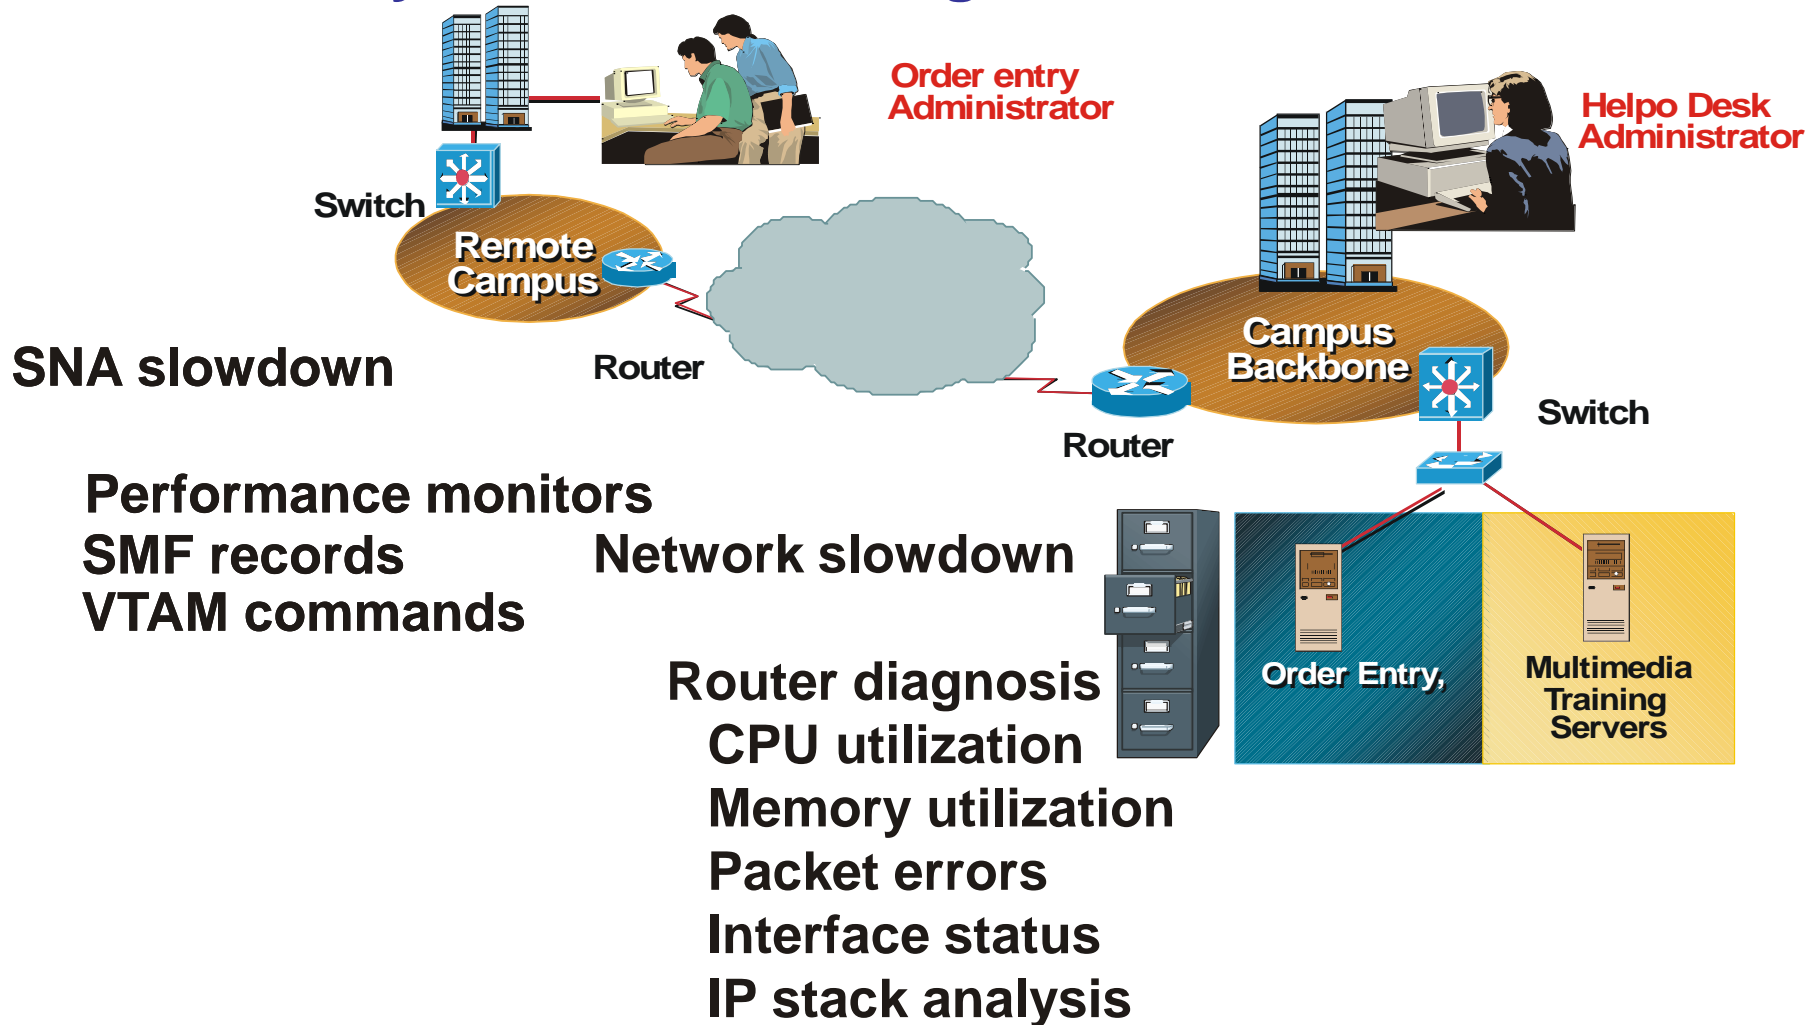 Order entry
Administrator
Helpo Desk
Administrator
Switch
Remote
Campus
Router
Campus
Backbone
Router
Switch
SNA slowdown
Performance monitors
SMF records
VTAM commands
Network slowdown
Router diagnosis
CPU utilization
Memory utilization
Packet errors
Interface status
IP stack analysis
Order Entry,
Multimedia
Training
Servers